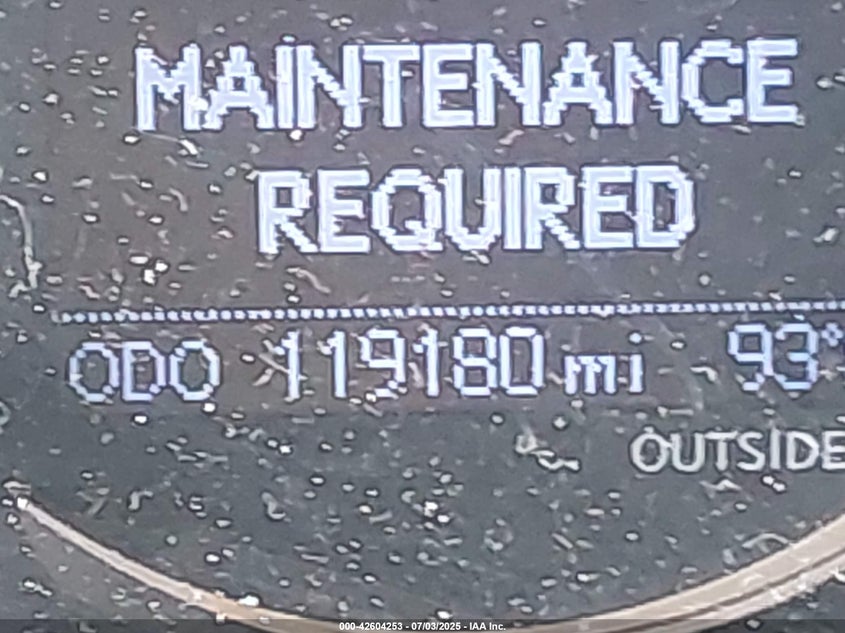 MAINTENANCE
REQUIRED
ODO 119180 mi 93°
OUTSIDE
000-42604253 - 07/03/2025 - IAA Inc.